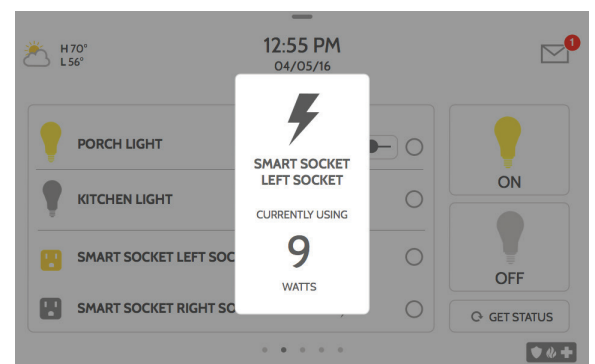 H 70°
L 56°
12:55 PM
04/05/16
1
PORCH LIGHT
KITCHEN LIGHT
SMART SOCKET LEFT SOC
SMART SOCKET RIGHT SO
SMART SOCKET
LEFT SOCKET
CURRENTLY USING
9
WATTS
ON
OFF
GET STATUS